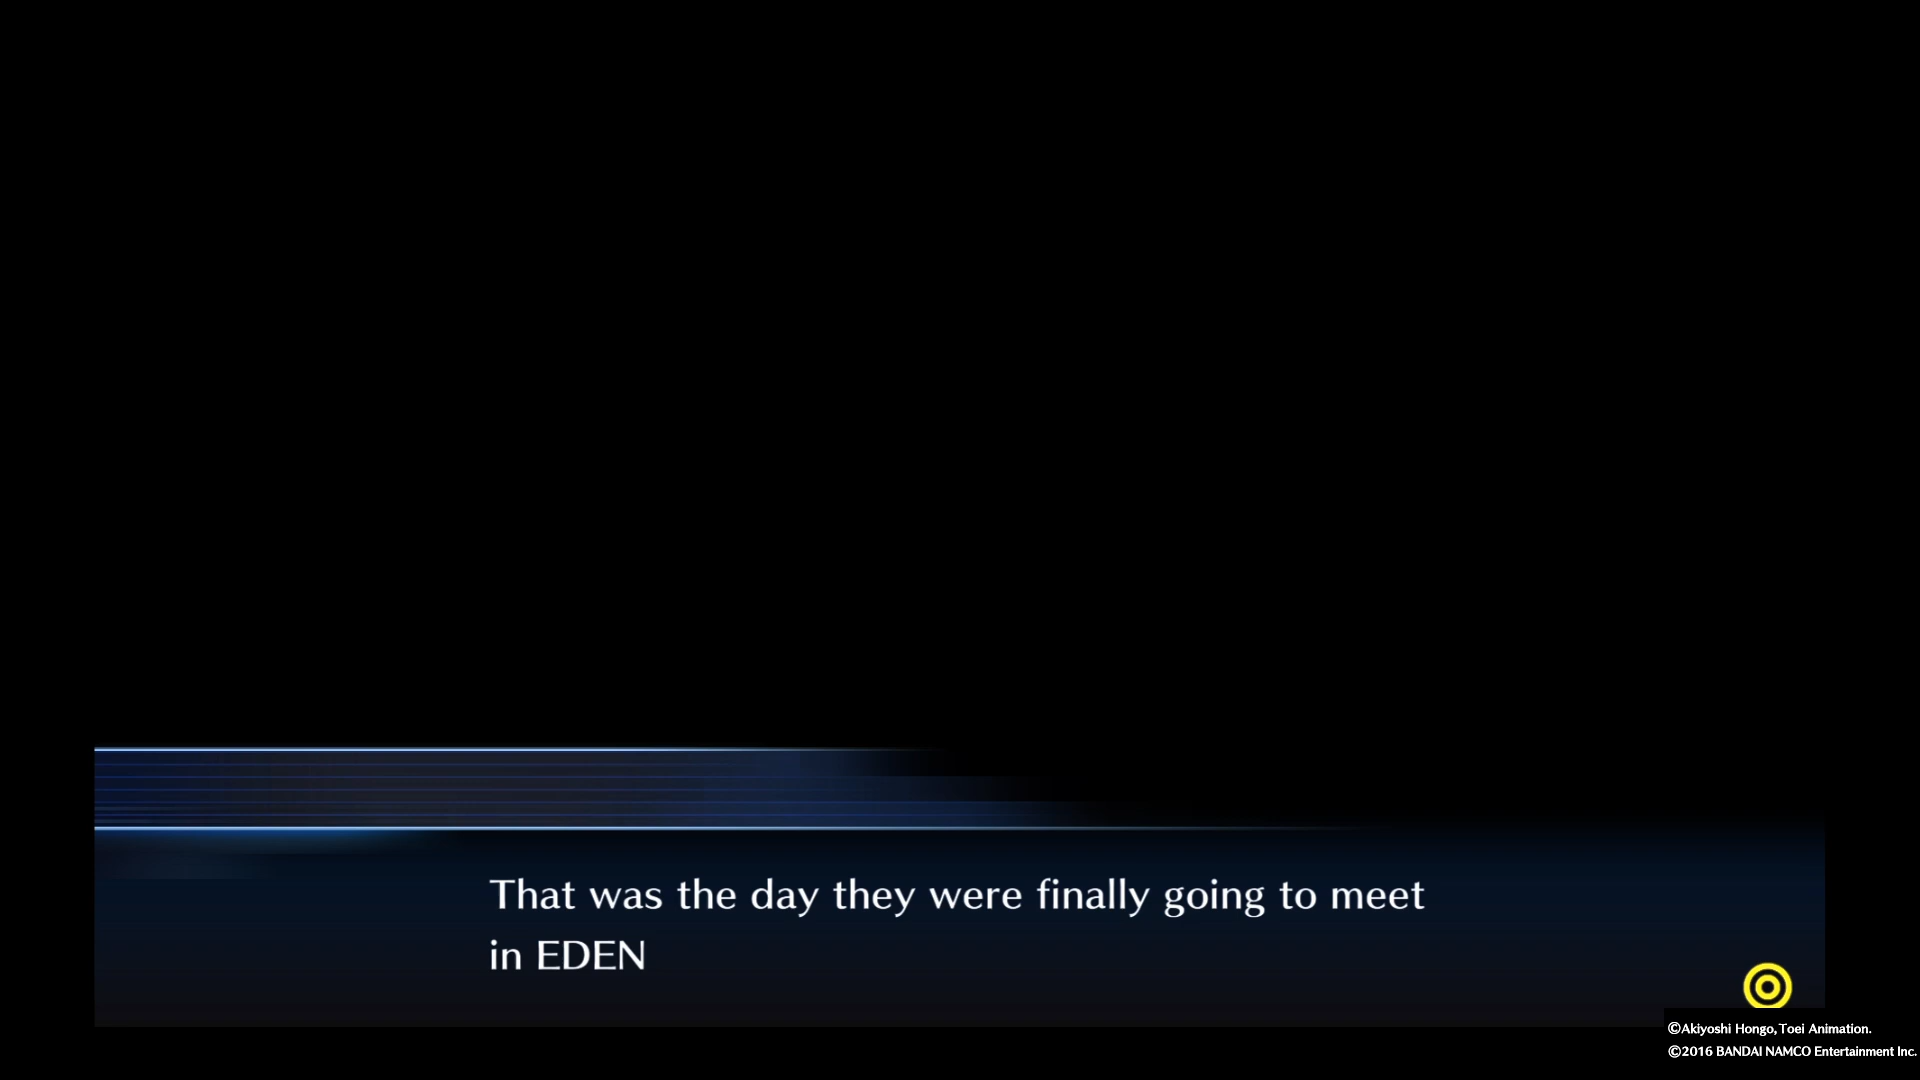 That was the day they were finally going to meet
in EDEN
©Akiyoshi Hongo, Toei Animation.
©2016 BANDAI NAMCO Entertainment Inc.